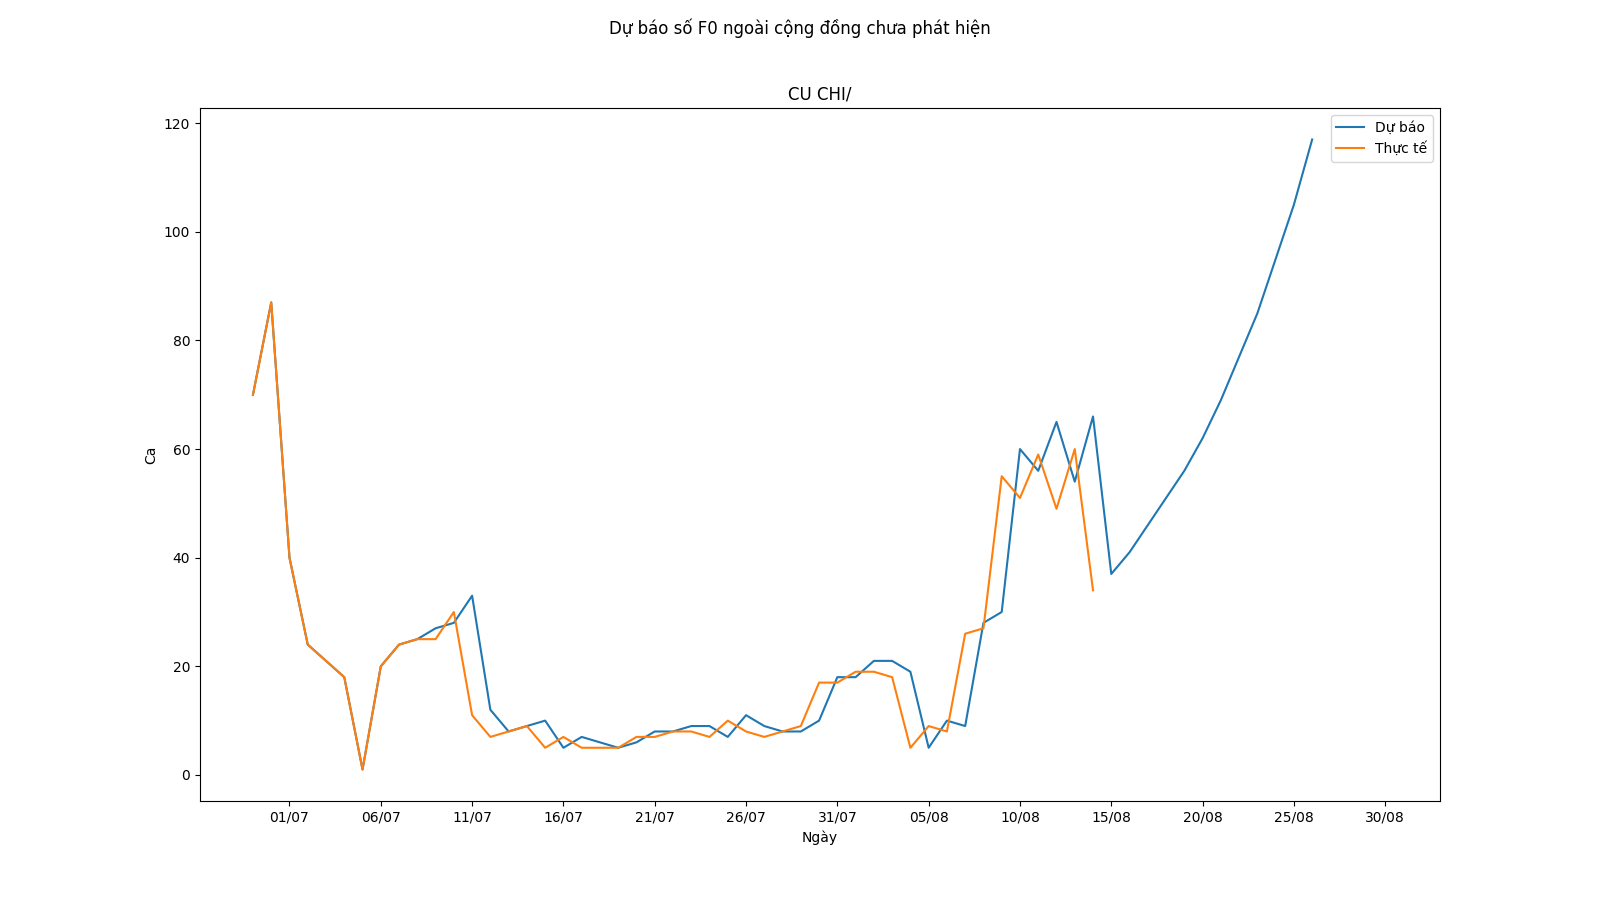 Dự báo số F0 ngoài cộng đồng chưa phát hiện
CU CHI/
Dự báo
Thực tế
120
100
80
60
40
20
0
Ca
01/07 06/07 11/07 16/07 21/07 26/07 31/07 05/08 10/08 15/08 20/08 25/08 30/08
Ngày